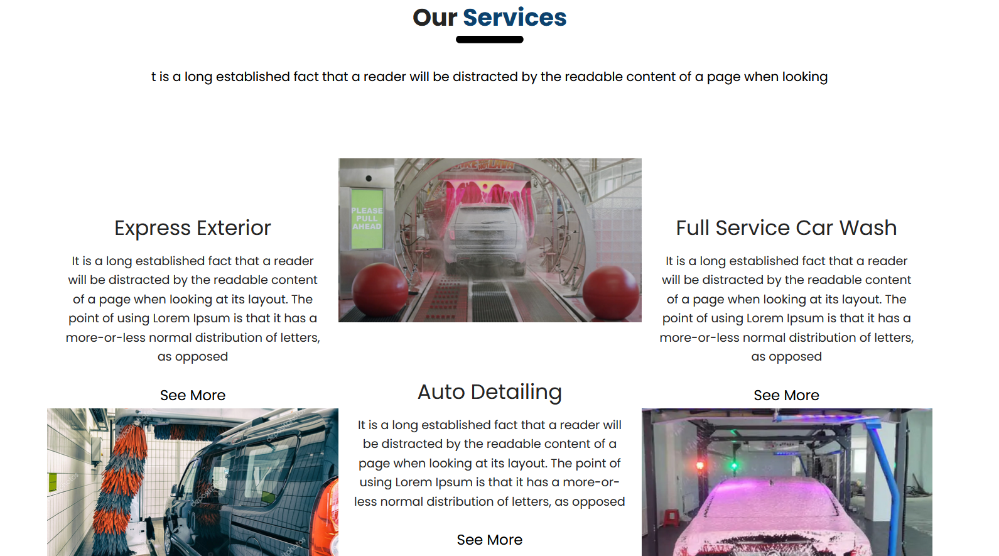 Our Services
t is a long established fact that a reader will be distracted by the readable content of a page when looking
PLEASE
PULL
AHEAD
Express Exterior
It is a long established fact that a reader
will be distracted by the readable content
of a page when looking at its layout. The
point of using Lorem Ipsum is that it has a
more-or-less normal distribution of letters,
as opposed
See More
Auto Detailing
It is a long established fact that a reader will
be distracted by the readable content of a
page when looking at its layout. The point of
using Lorem Ipsum is that it has a more-or-
less normal distribution of letters, as opposed
See More
Full Service Car Wash
It is a long established fact that a reader
will be distracted by the readable content
of a page when looking at its layout. The
point of using Lorem Ipsum is that it has a
more-or-less normal distribution of letters,
as opposed
See More
depositphotos